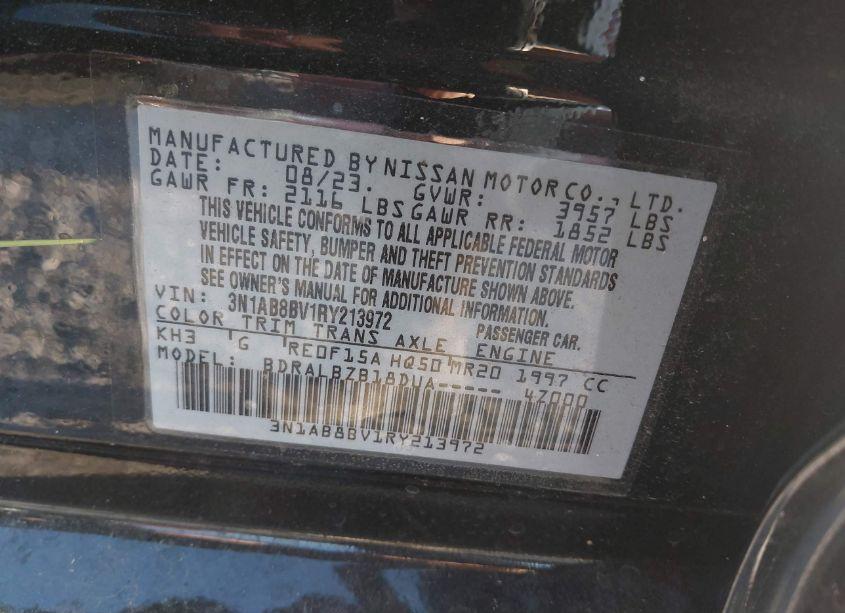 MANUFACTURED BY NISSAN MOTOR CO., LTD.
DATE: 08/23. GVWR: 3957 LBS
GAWR FR: 2116 LBS GAWR RR: 1852 LBS
THIS VEHICLE CONFORMS TO ALL APPLICABLE FEDERAL MOTOR
VEHICLE SAFETY, BUMPER AND THEFT PREVENTION STANDARDS
IN EFFECT ON THE DATE OF MANUFACTURE SHOWN ABOVE.
SEE OWNER'S MANUAL FOR ADDITIONAL INFORMATION.
VIN: 3N1AB8BV1RY213972 PASSENGER CAR.
COLOR TRIM TRANS AXLE ENGINE
KH3 G RE0F15A HQ50 MR20 1997 CC
MODEL: BDRALBZB18DUA----- 4Z000
3N1AB8BV1RY213972